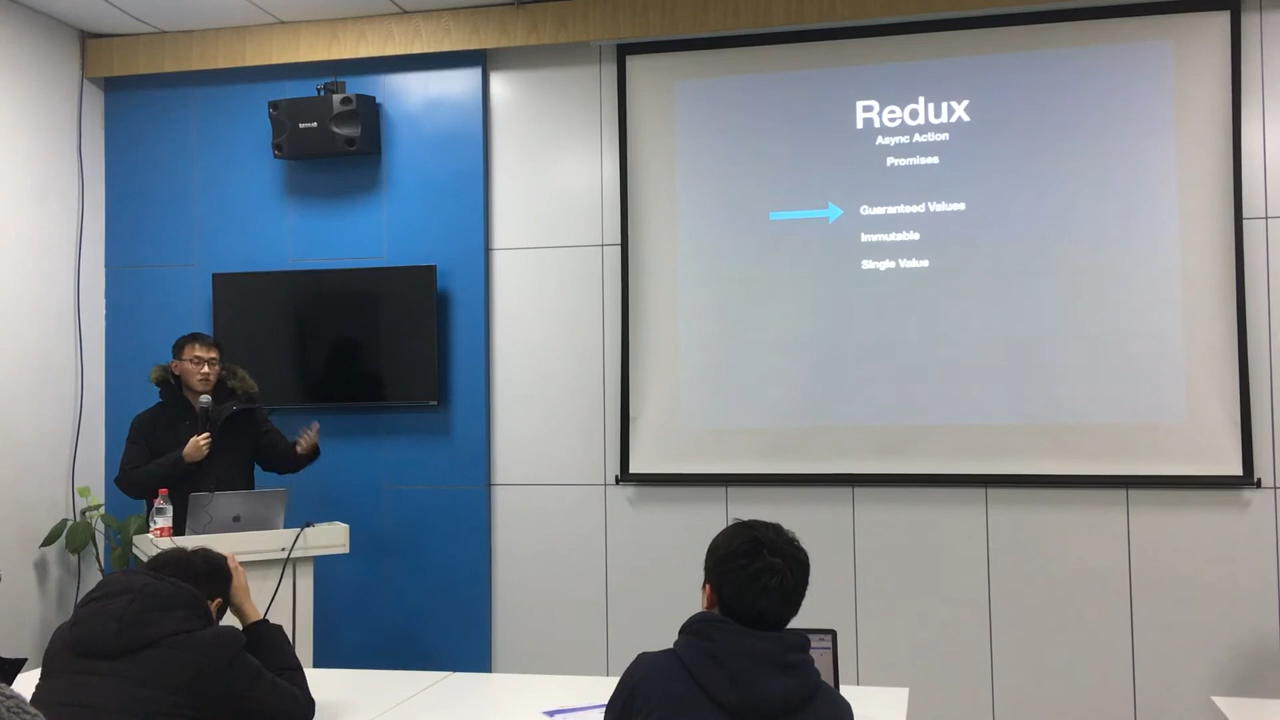 Redux
Async Action
Promises
Guaranteed Values
Immutable
Single Value